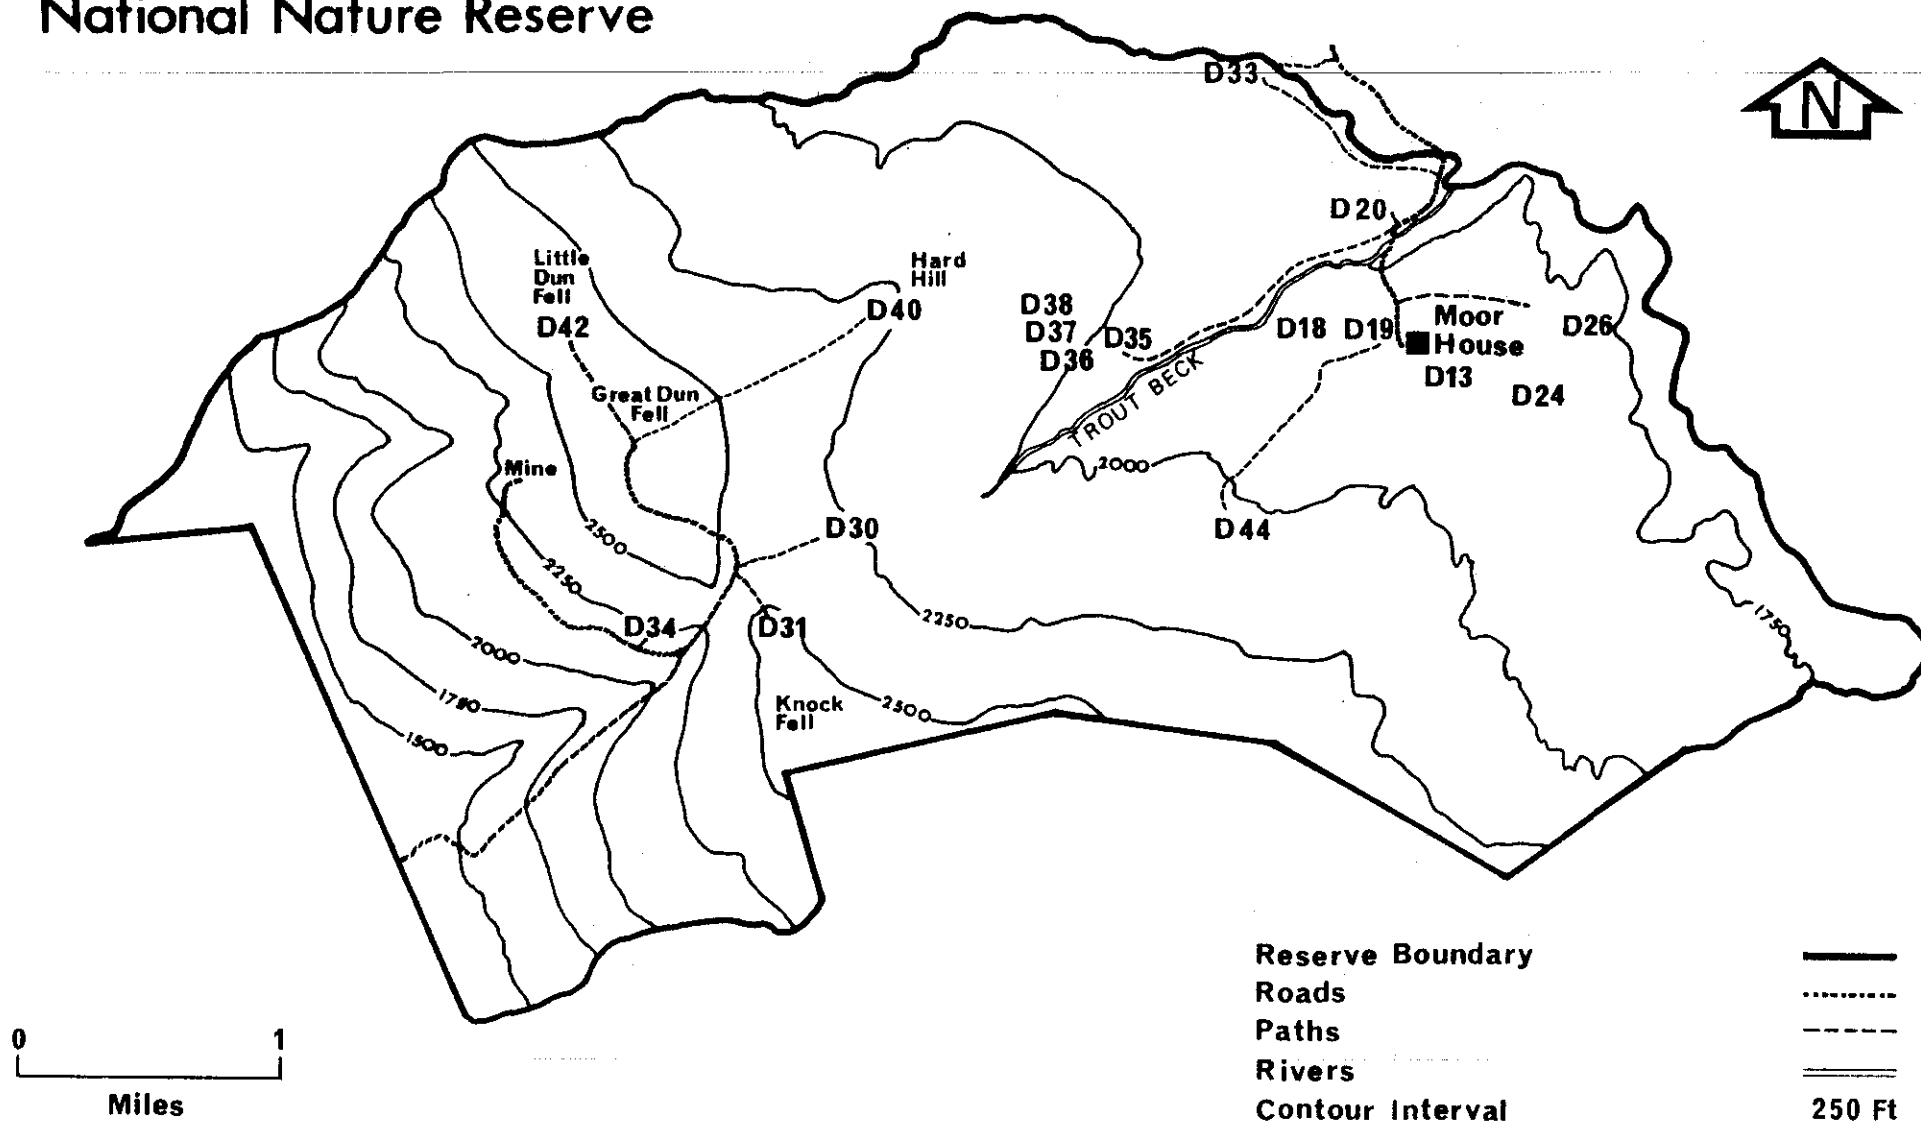 National Nature Reserve
D33
N
D20
Little
Dun
Fell
Hard
Hill
D42
D40
D38
D37
D36
D35
D18
D19
Moor
House
D26
D13
D24
Great Dun
Fell
TROUT BECK
Mine
2000
2500
D30
D44
2250
D34
D31
2250
1750
2000
1750
Knock
Fell
2500
1500
Reserve Boundary
Roads
Paths
Rivers
Contour Interval 250 Ft
0 1
Miles